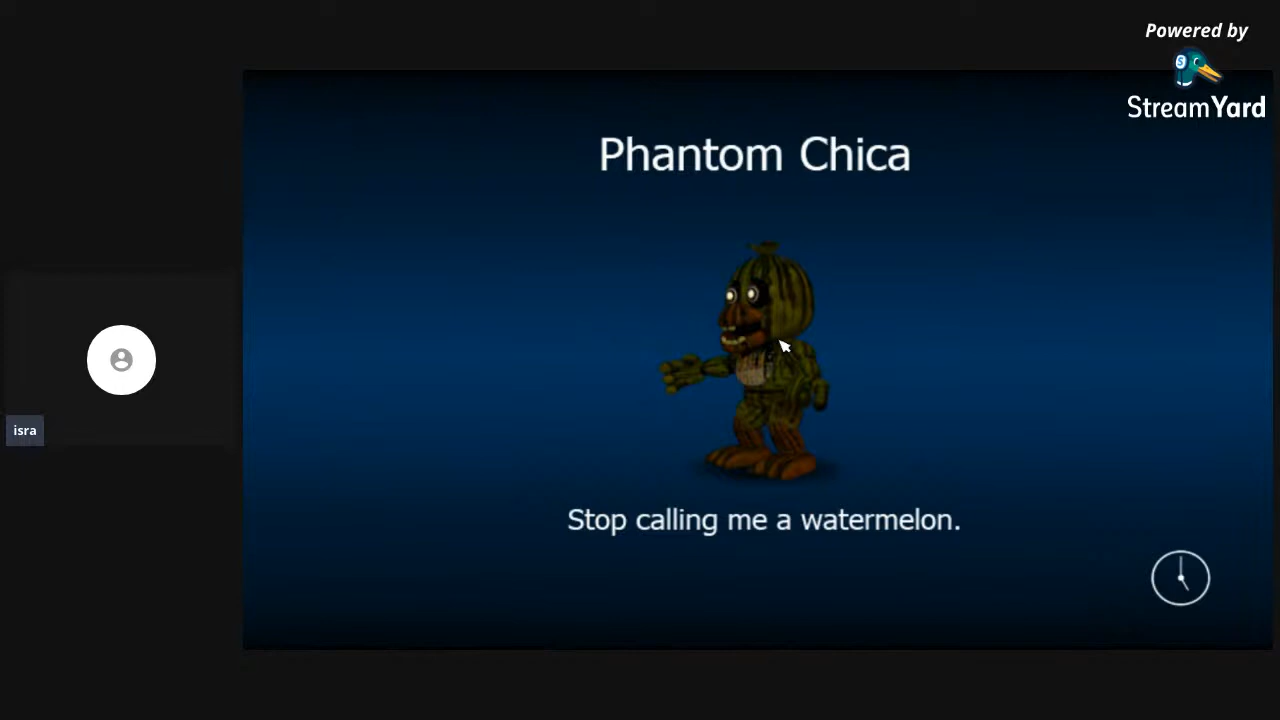 Powered by
StreamYard
Phantom Chica
isra
Stop calling me a watermelon.